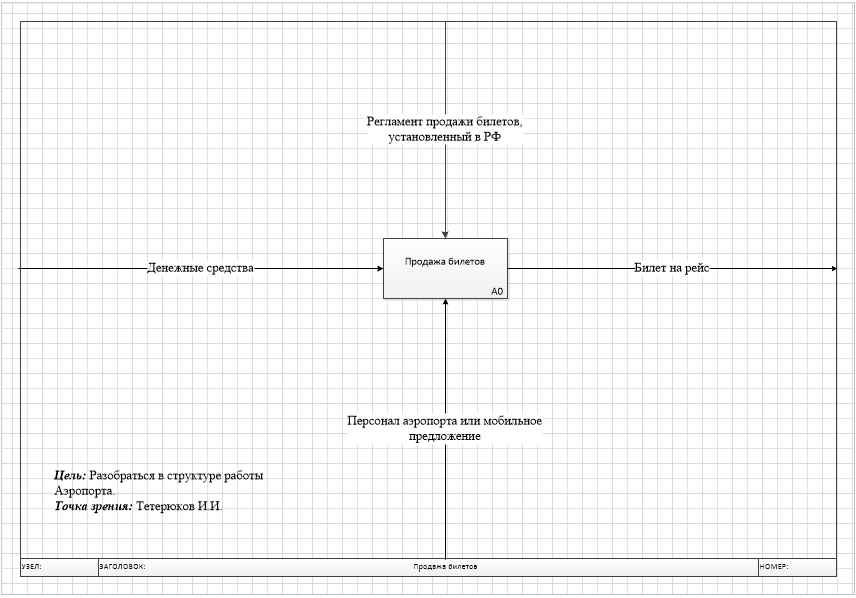 Регламент продажи билетов,
установленный в РФ
Продажа билетов
A0
Денежные средства
Билет на рейс
Персонал аэропорта или мобильное
предложение
Цель: Разобраться в структуре работы
Аэропорта.
Точка зрения: Тетерюков И.И.
УЗЕЛ:
ЗАГОЛОВОК:
Продажа билетов
НОМЕР: